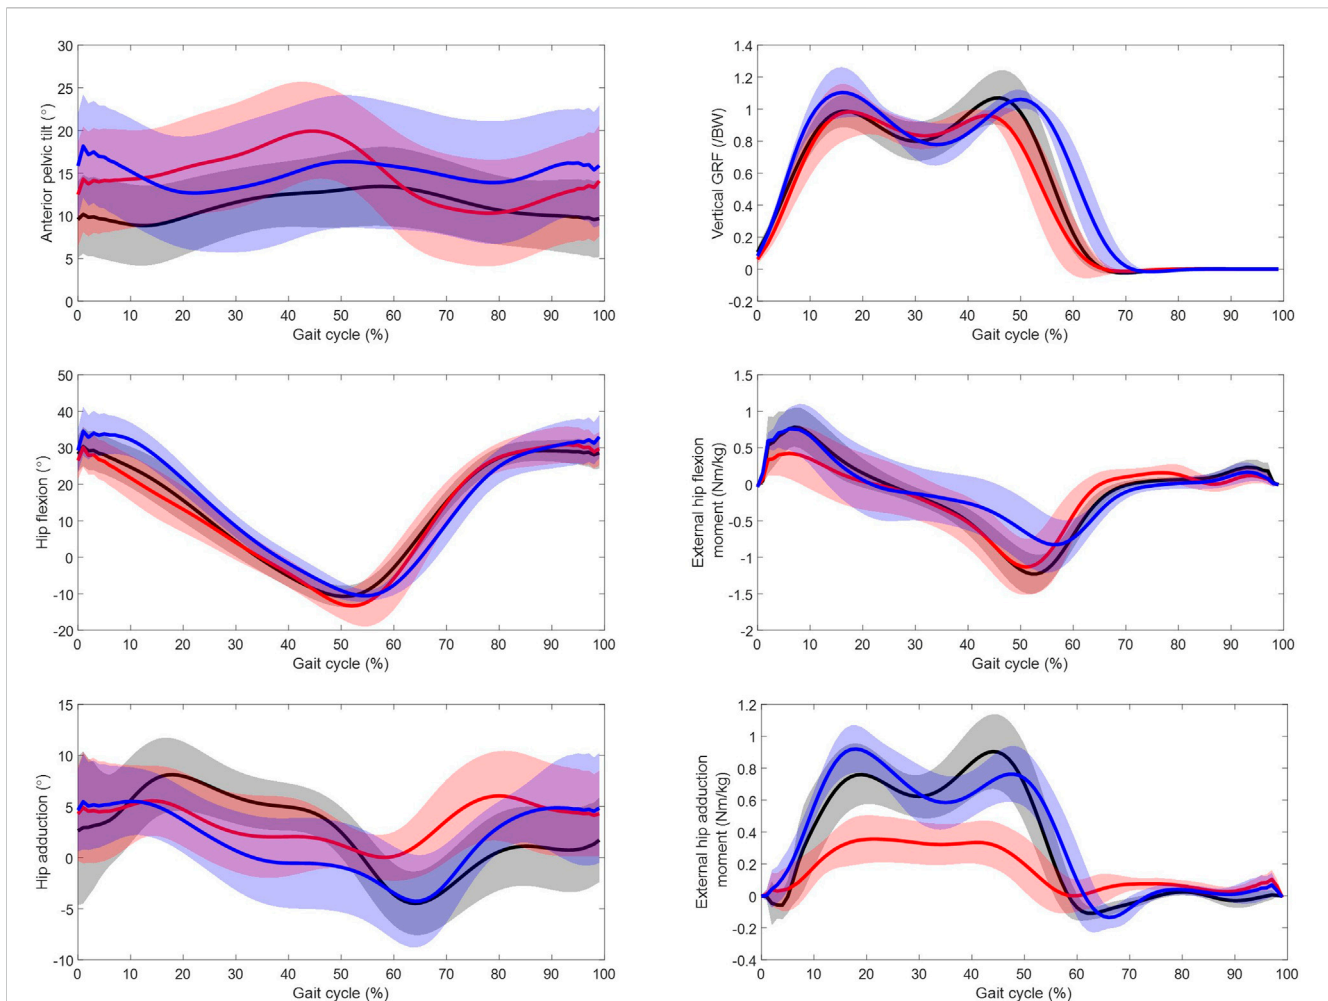 30
25
20
15
10
5
0
Anterior pelvic tilt (°)
0 10 20 30 40 50 60 70 80 90 100
Gait cycle (%)
1.4
1.2
1
0.8
0.6
0.4
0.2
0
-0.2
Vertical GRF (/BW)
0 10 20 30 40 50 60 70 80 90 100
Gait cycle (%)
50
40
30
20
10
0
-10
-20
Hip flexion (°)
0 10 20 30 40 50 60 70 80 90 100
Gait cycle (%)
1.5
1
0.5
0
-0.5
-1
-1.5
-2
External hip flexion
moment (Nm/kg)
0 10 20 30 40 50 60 70 80 90 100
Gait cycle (%)
15
10
5
0
-5
-10
Hip adduction (°)
0 10 20 30 40 50 60 70 80 90 100
Gait cycle (%)
1.2
1
0.8
0.6
0.4
0.2
0
-0.2
-0.4
External hip adduction
moment (Nm/kg)
0 10 20 30 40 50 60 70 80 90 100
Gait cycle (%)